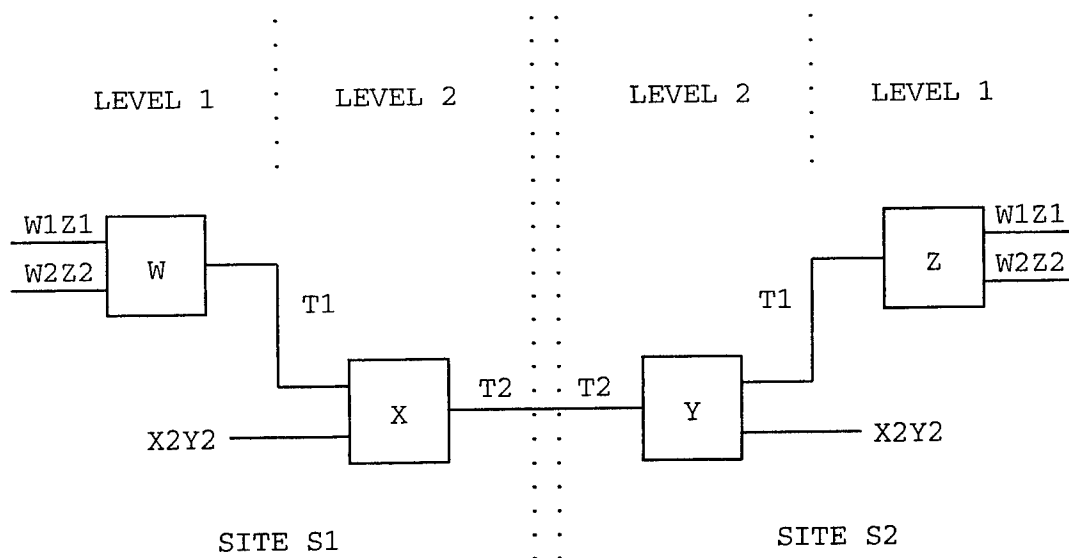 LEVEL 1
LEVEL 2
LEVEL 2
LEVEL 1
W1Z1
W2Z2
W
T1
X2Y2
X
T2
T2
Y
T1
Z
W1Z1
W2Z2
X2Y2
SITE S1
SITE S2